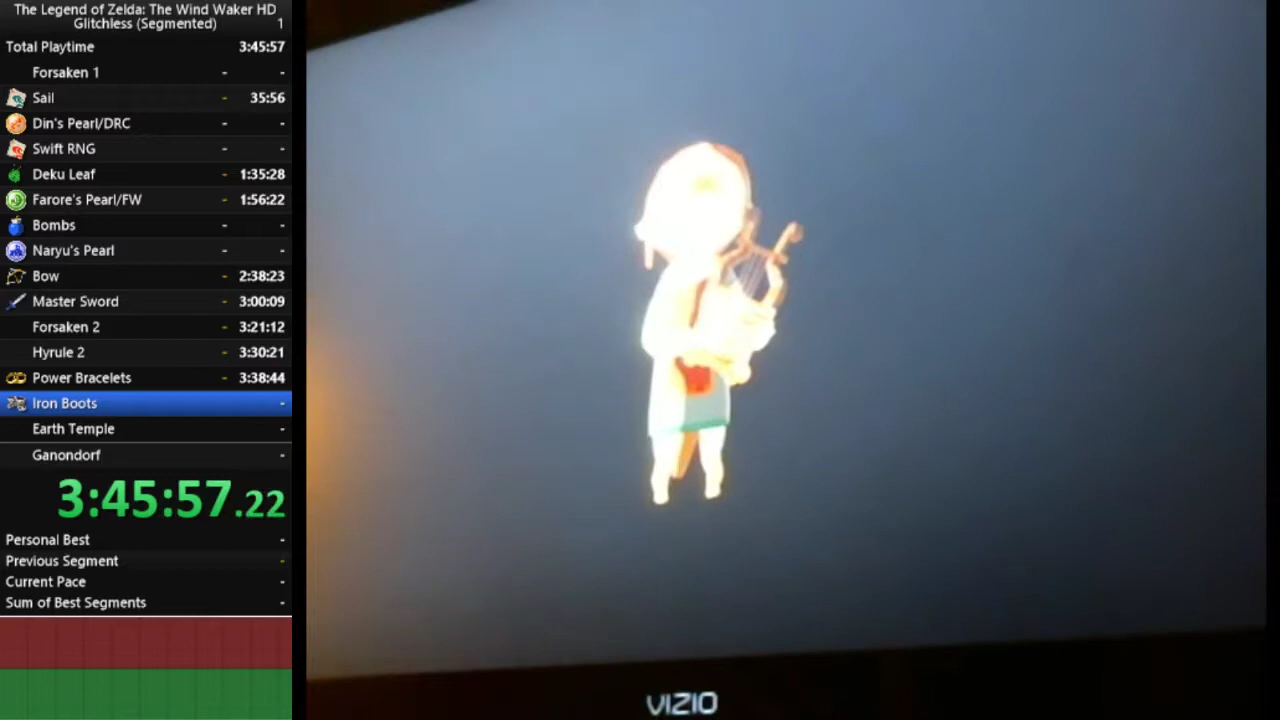 The Legend of Zelda: The Wind Waker HD
Glitchless (Segmented) 1
Total Playtime 3:45:57
Forsaken 1 - -
Sail - 35:56
Din's Pearl/DRC - -
Swift RNG - -
Deku Leaf - 1:35:28
Farore's Pearl/FW - 1:56:22
Bombs - -
Naryu's Pearl - -
Bow - 2:38:23
Master Sword - 3:00:09
Forsaken 2 - 3:21:12
Hyrule 2 - 3:30:21
Power Bracelets - 3:38:44
Iron Boots -
Earth Temple -
Ganondorf -
3:45:57.22
Personal Best -
Previous Segment -
Current Pace -
Sum of Best Segments -
VIZIO